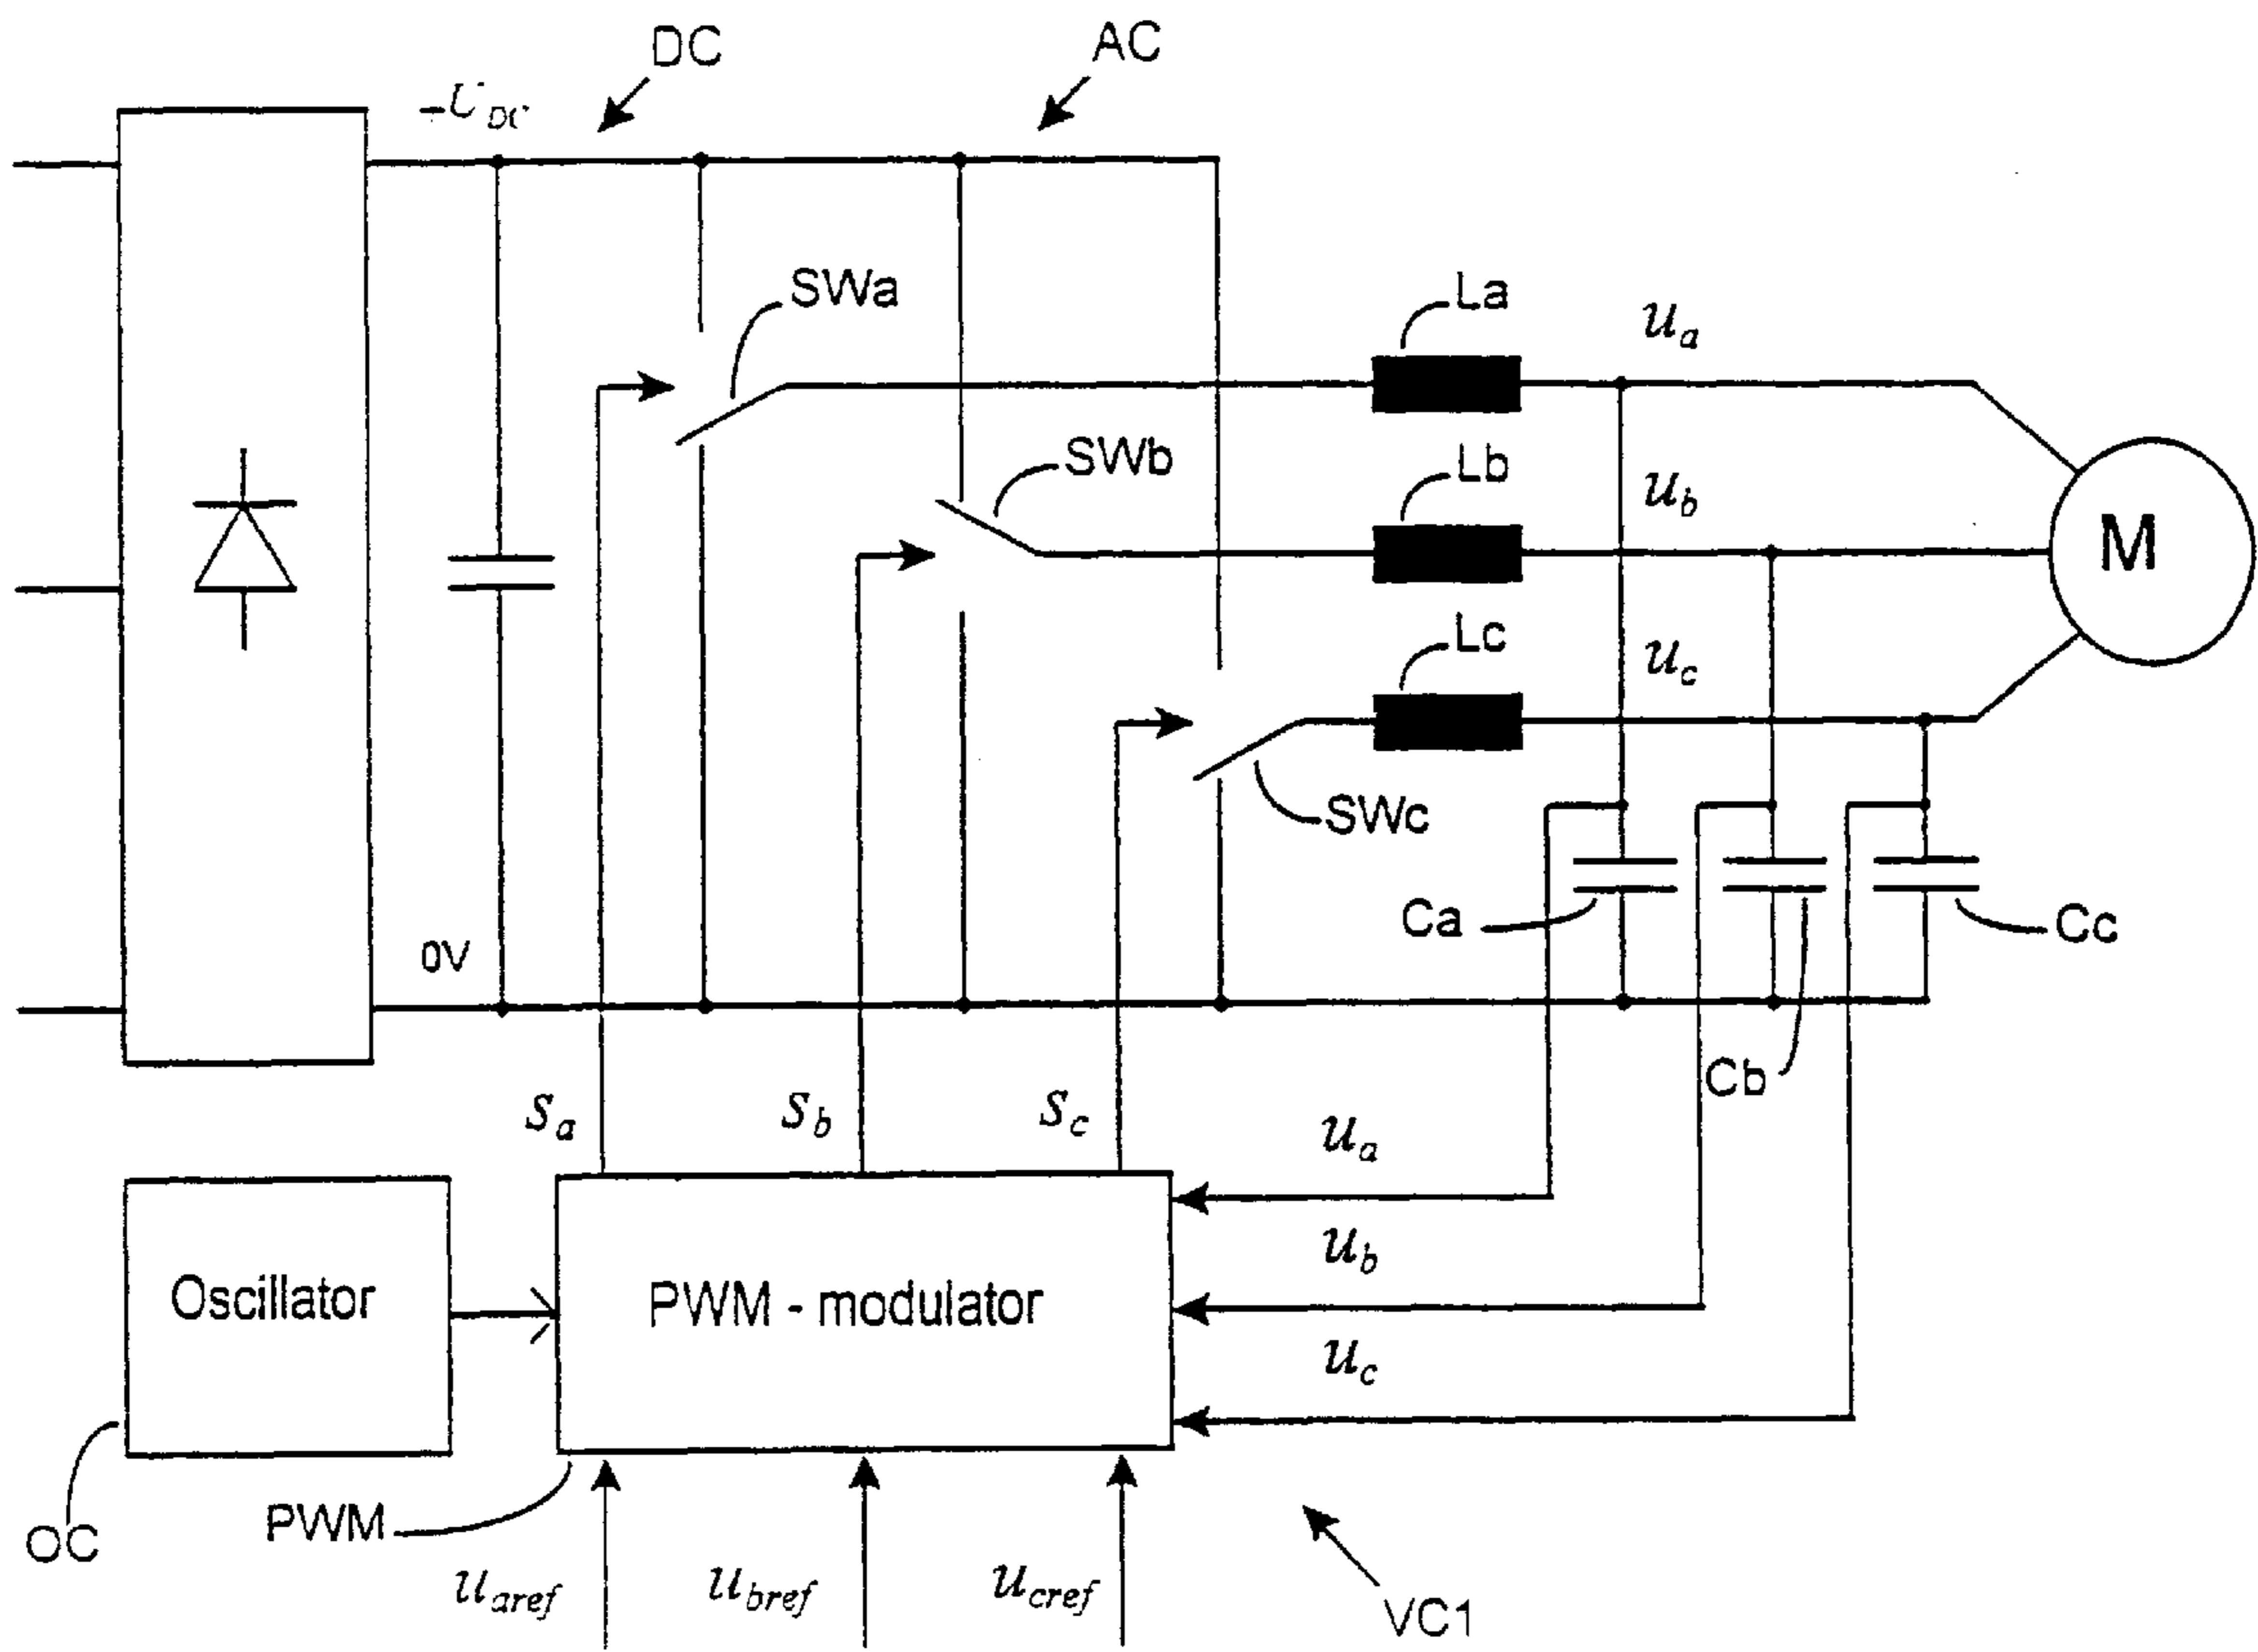 DC
AC
-U_DC
SWa
La
u_a
SWb
Lb
u_b
M
Lc
u_c
SWc
Ca
Cc
0V
Cb
s_a
s_b
s_c
u_a
u_b
Oscillator
PWM - modulator
u_c
OC
PWM
u_aref
u_bref
u_cref
VC1